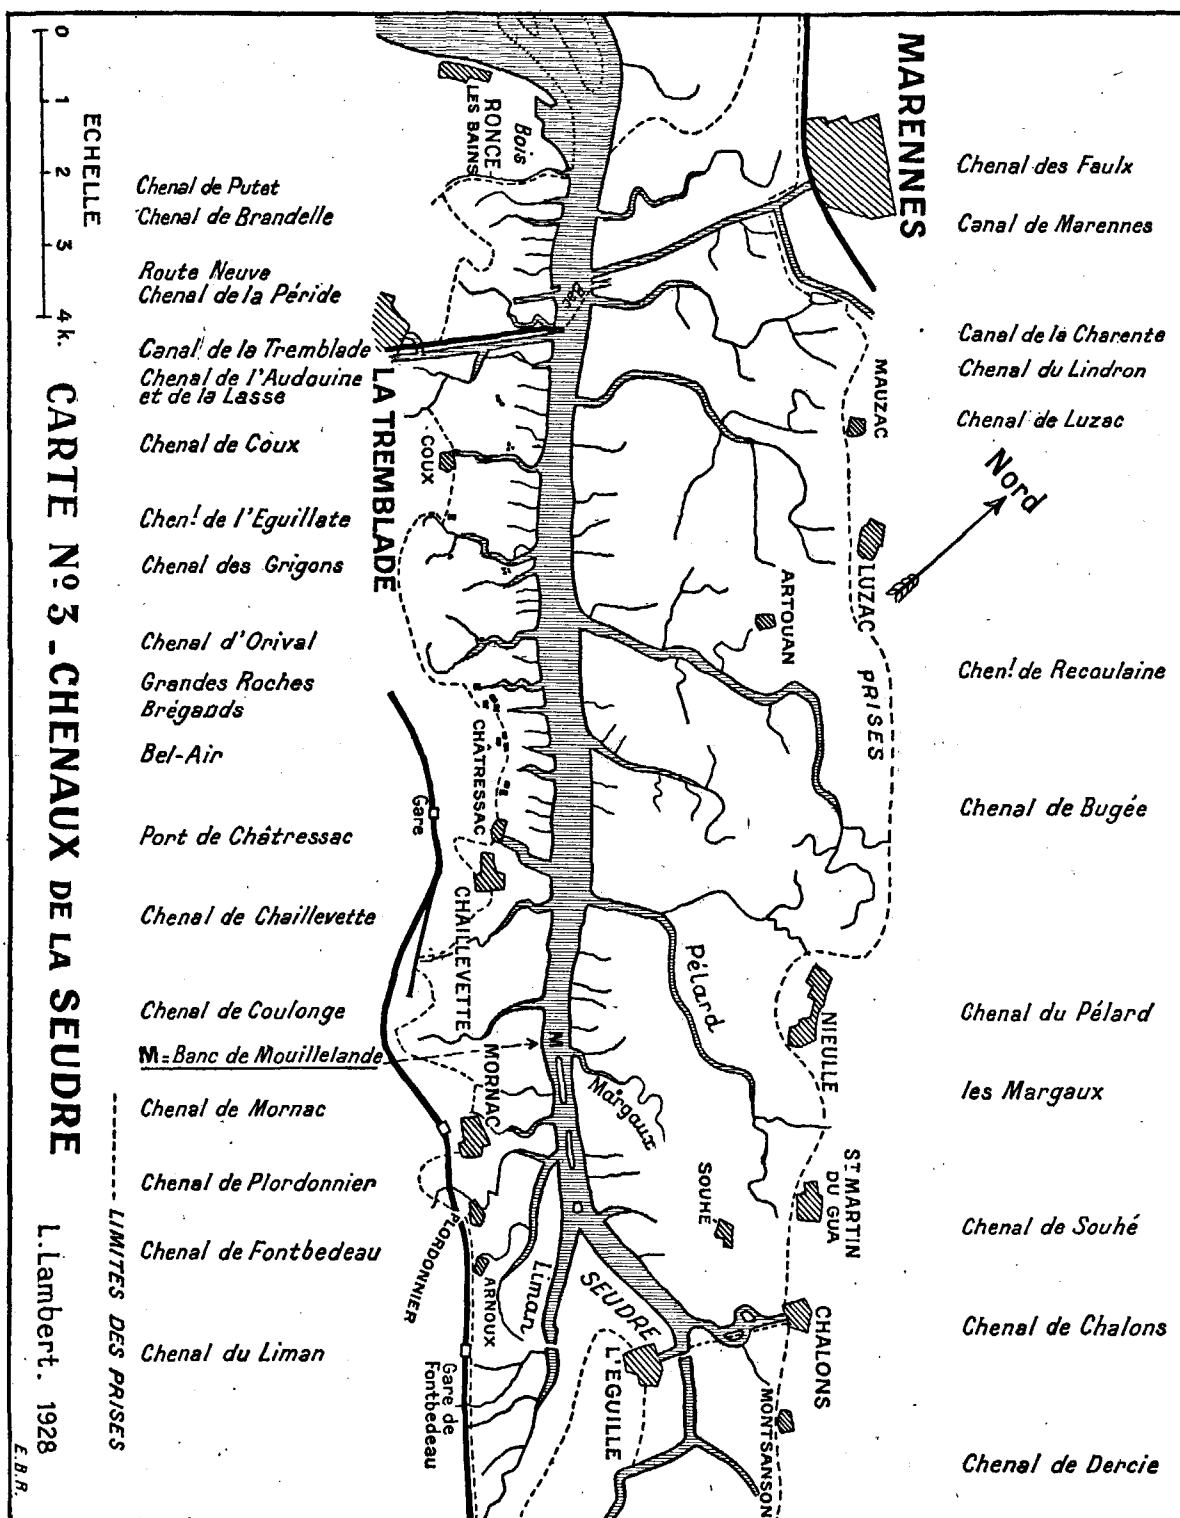 CARTE Nº 3 - CHENAUX DE LA SEUDRE
L. Lambert. 1928
E.B.R.
ECHELLE
0 1 2 3 4 k.
------- LIMITES DES PRISES
Chenal de Putet
Chenal de Brandelle
Route Neuve
Chenal de la Péride
Canal de la Tremblade
Chenal de l'Audouine
et de la Lasse
Chenal de Coux
Chenl de l'Eguillate
Chenal des Grigons
Chenal d'Orival
Grandes Roches
Brégands
Bel-Air
Port de Châtressac
Chenal de Chaillevette
Chenal de Coulonge
M=Banc de Mouillelande
Chenal de Mornac
Chenal de Plordonnier
Chenal de Fontbedeau
Chenal du Liman
RONCE
LES BAINS
Bois
LA TREMBLADE
COUX
CHÂTRESSAC
Gare
CHAILLEVETTE
MORNAC
PLORDONNIER
ARNOUX
Gare de
Fontbedeau
M
Liman
SEUDRE
L'EGUILLE
Margaux
Pélard
SOUHÉ
MARENNES
MAUZAC
LUZAC
ARTOUAN
PRISES
NIEULLE
ST MARTIN
DU GUA
CHALONS
MONTSANSON
Nord
Chenal des Faulx
Canal de Marennes
Canal de la Charente
Chenal du Lindron
Chenal de Luzac
Chenl de Recoulaine
Chenal de Bugée
Chenal du Pélard
les Margaux
Chenal de Souhé
Chenal de Chalons
Chenal de Dercie